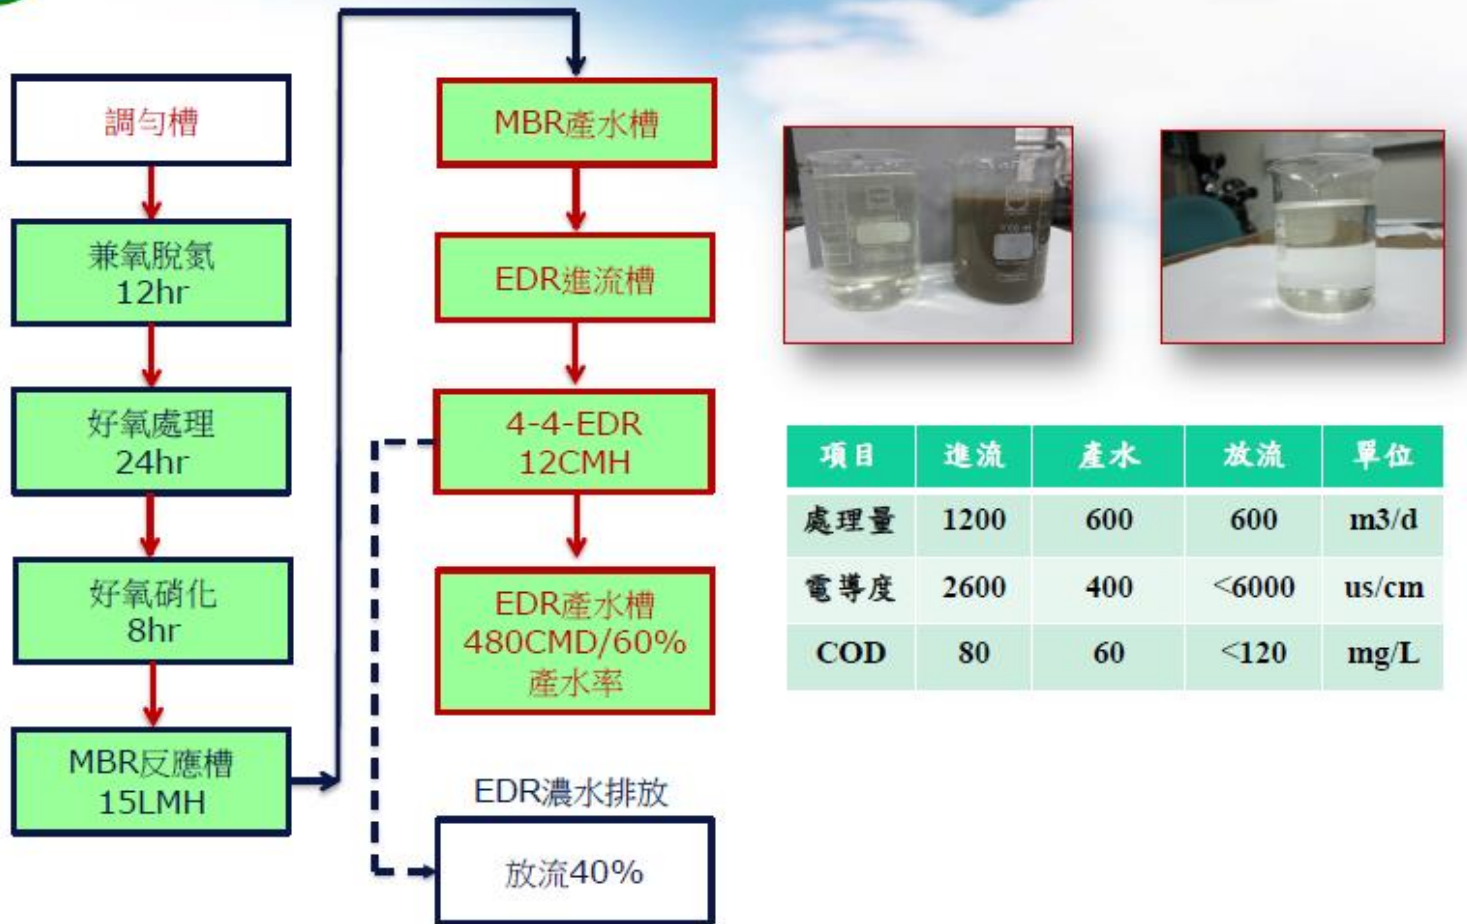 調勻槽
兼氧脫氮
12hr
好氧處理
24hr
好氧硝化
8hr
MBR反應槽
15LMH
MBR產水槽
EDR進流槽
4-4-EDR
12CMH
EDR產水槽
480CMD/60%
產水率
EDR濃水排放
放流40%
項目 進流 產水 放流 單位
處理量 1200 600 600 m3/d
電導度 2600 400 <6000 us/cm
COD 80 60 <120 mg/L